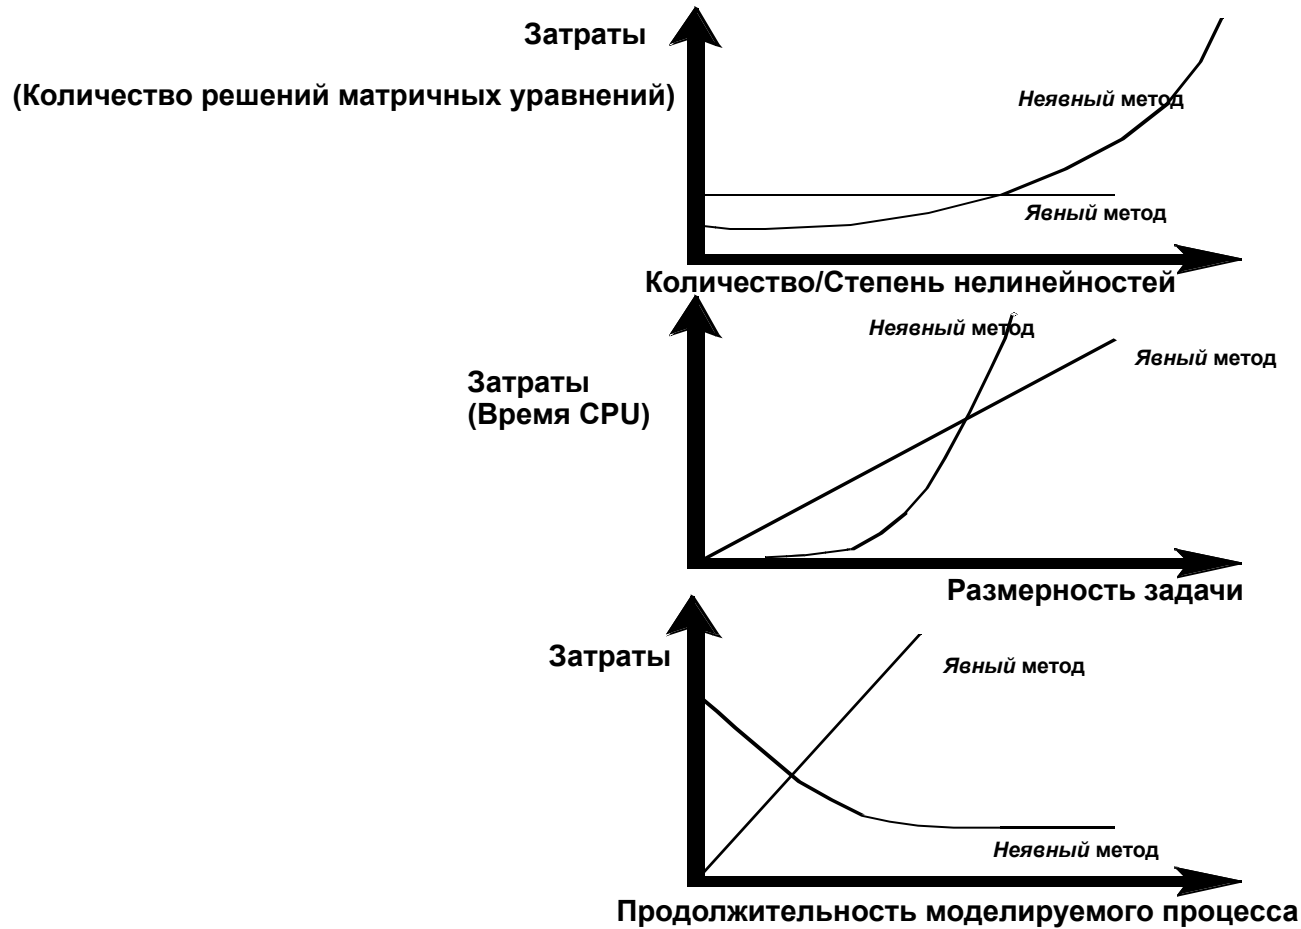 Затраты
(Количество решений матричных уравнений)
Неявный метод
Явный метод
Количество/Степень нелинейностей
Неявный метод
Явный метод
Затраты
(Время CPU)
Размерность задачи
Затраты
Явный метод
Неявный метод
Продолжительность моделируемого процесса